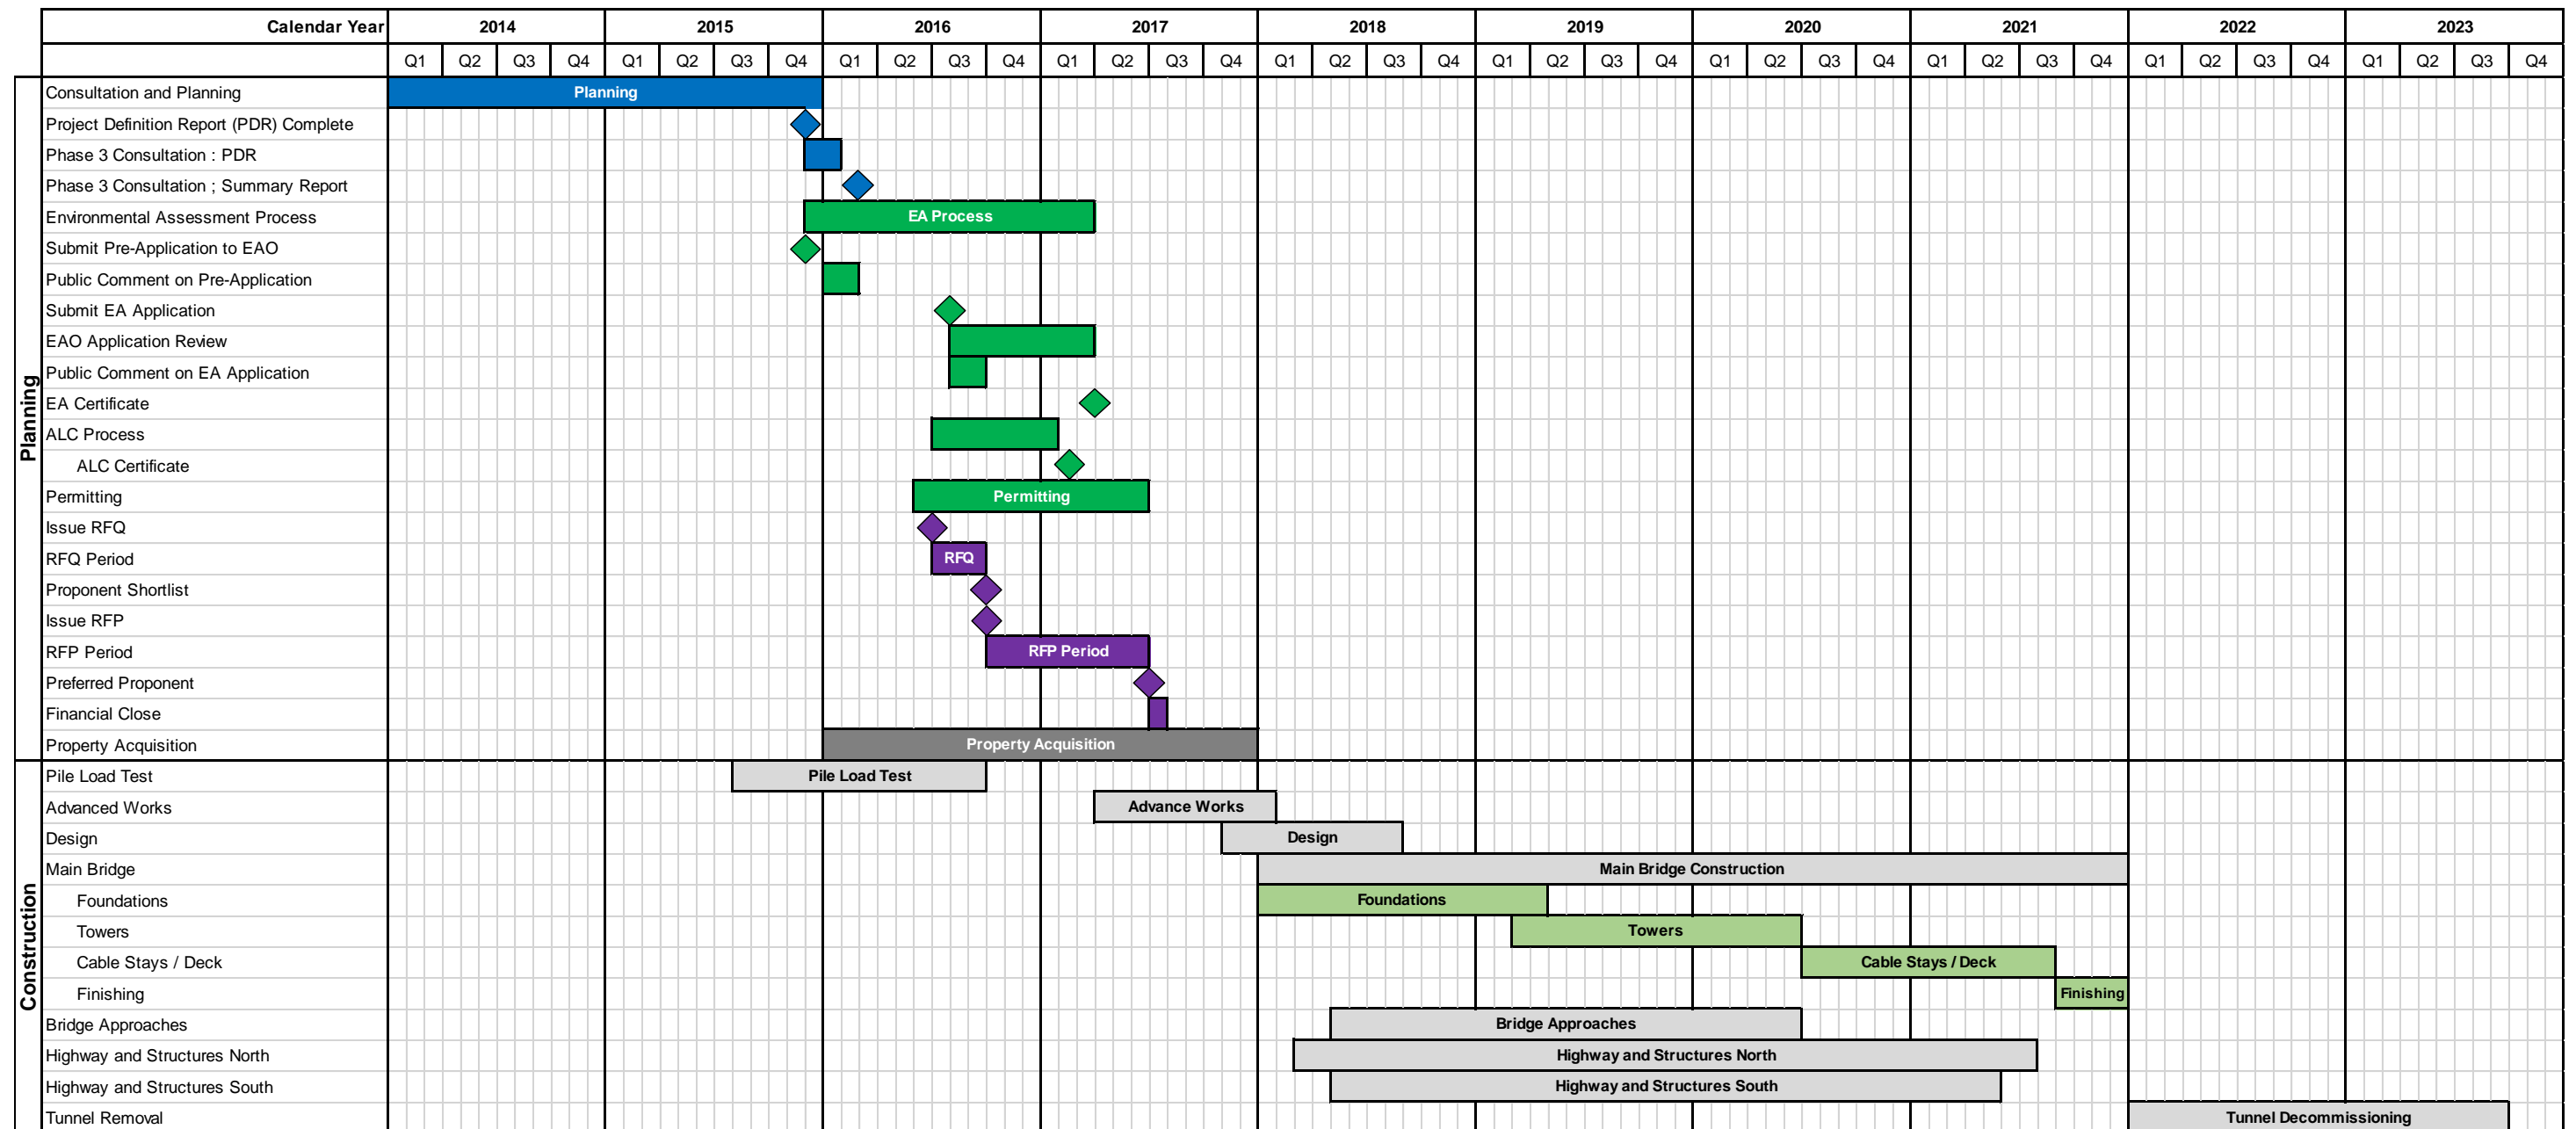 Calendar Year 2014 2015 2016 2017 2018 2019 2020 2021 2022 2023
Q1 Q2 Q3 Q4 Q1 Q2 Q3 Q4 Q1 Q2 Q3 Q4 Q1 Q2 Q3 Q4 Q1 Q2 Q3 Q4 Q1 Q2 Q3 Q4 Q1 Q2 Q3 Q4 Q1 Q2 Q3 Q4 Q1 Q2 Q3 Q4 Q1 Q2 Q3 Q4
Planning
Consultation and Planning Planning
Project Definition Report (PDR) Complete
Phase 3 Consultation : PDR
Phase 3 Consultation ; Summary Report
Environmental Assessment Process EA Process
Submit Pre-Application to EAO
Public Comment on Pre-Application
Submit EA Application
EAO Application Review
Public Comment on EA Application
EA Certificate
ALC Process
ALC Certificate
Permitting Permitting
Issue RFQ
RFQ Period RFQ
Proponent Shortlist
Issue RFP
RFP Period RFP Period
Preferred Proponent
Financial Close
Property Acquisition Property Acquisition
Construction
Pile Load Test Pile Load Test
Advanced Works Advance Works
Design Design
Main Bridge Main Bridge Construction
Foundations Foundations
Towers Towers
Cable Stays / Deck Cable Stays / Deck
Finishing Finishing
Bridge Approaches Bridge Approaches
Highway and Structures North Highway and Structures North
Highway and Structures South Highway and Structures South
Tunnel Removal Tunnel Decommissioning